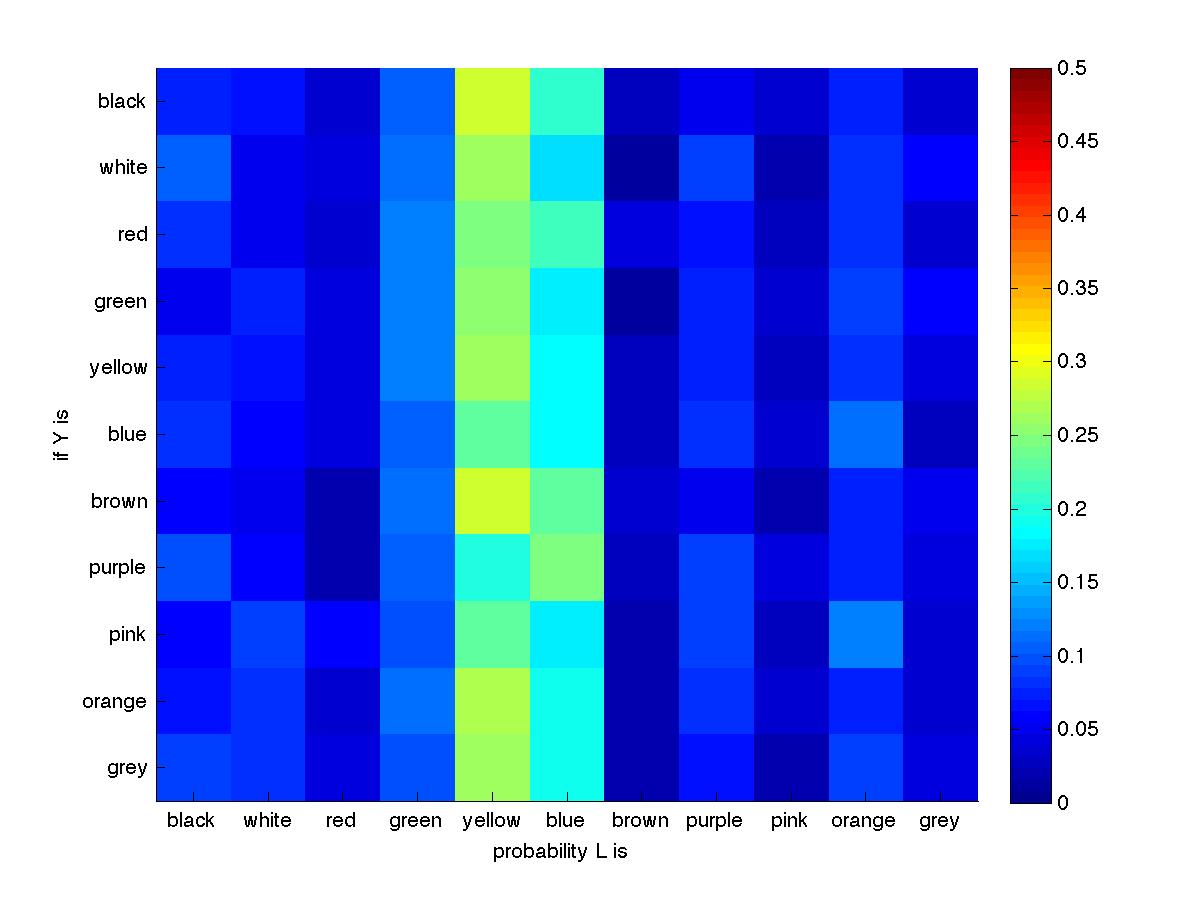 if Y is
black
white
red
green
yellow
blue
brown
purple
pink
orange
grey
black white red green yellow blue brown purple pink orange grey
probability L is
0.5
0.45
0.4
0.35
0.3
0.25
0.2
0.15
0.1
0.05
0